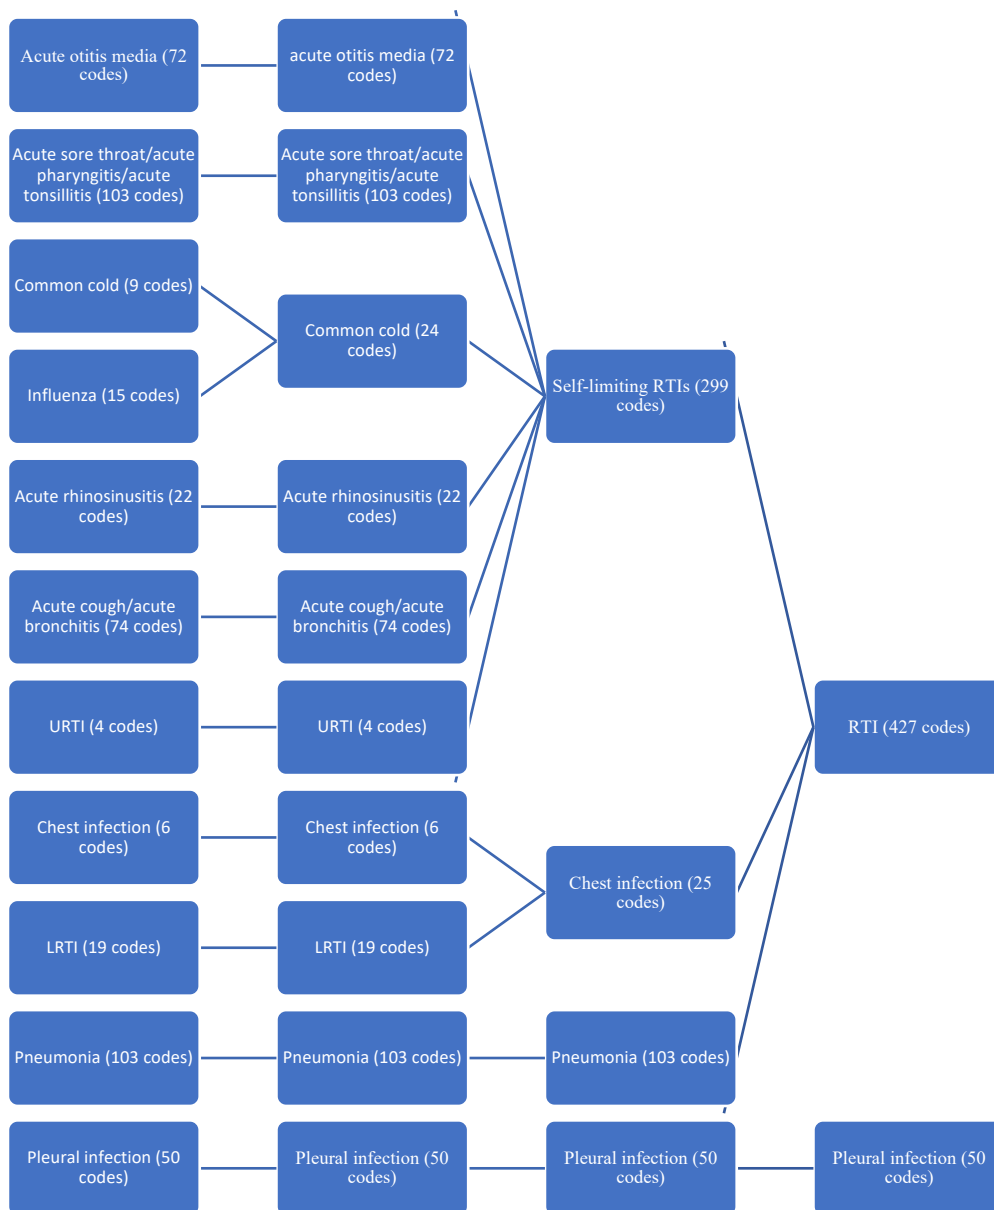 Acute otitis media (72
codes)
acute otitis media (72
codes)
Acute sore throat/acute
pharyngitis/acute
tonsillitis (103 codes)
Acute sore throat/acute
pharyngitis/acute
tonsillitis (103 codes)
Common cold (9 codes)
Influenza (15 codes)
Common cold (24
codes)
Self-limiting RTIs (299
codes)
Acute rhinosinusitis (22
codes)
Acute rhinosinusitis (22
codes)
Acute cough/acute
bronchitis (74 codes)
Acute cough/acute
bronchitis (74 codes)
URTI (4 codes)
URTI (4 codes)
RTI (427 codes)
Chest infection (6
codes)
Chest infection (6
codes)
Chest infection (25
codes)
LRTI (19 codes)
LRTI (19 codes)
Pneumonia (103 codes)
Pneumonia (103 codes)
Pneumonia (103 codes)
Pleural infection (50
codes)
Pleural infection (50
codes)
Pleural infection (50
codes)
Pleural infection (50
codes)